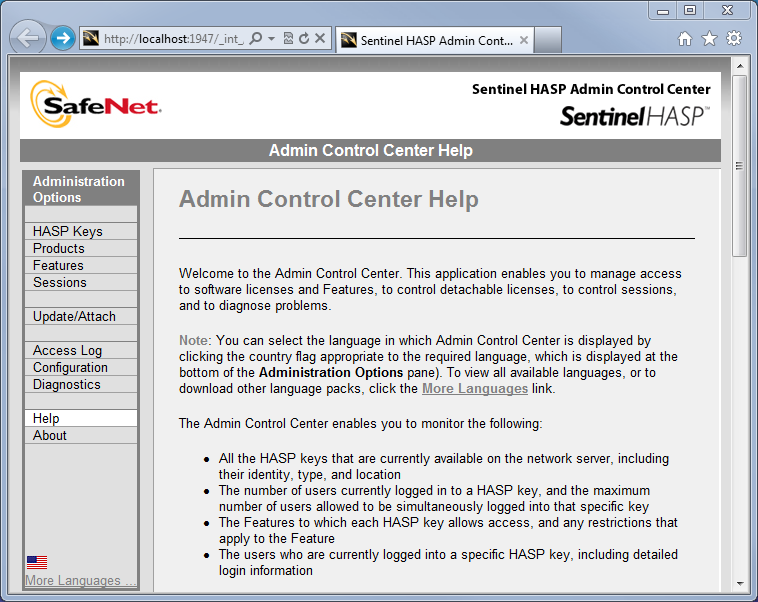 http://localhost:1947/_int_
Sentinel HASP Admin Cont...
SafeNet.
Sentinel HASP Admin Control Center
SentinelHASP™
Admin Control Center Help
Administration
Options
HASP Keys
Products
Features
Sessions
Update/Attach
Access Log
Configuration
Diagnostics
Help
About
More Languages ...
Admin Control Center Help
Welcome to the Admin Control Center. This application enables you to manage access
to software licenses and Features, to control detachable licenses, to control sessions,
and to diagnose problems.
Note: You can select the language in which Admin Control Center is displayed by
clicking the country flag appropriate to the required language, which is displayed at the
bottom of the Administration Options pane). To view all available languages, or to
download other language packs, click the More Languages link.
The Admin Control Center enables you to monitor the following:
• All the HASP keys that are currently available on the network server, including
their identity, type, and location
• The number of users currently logged in to a HASP key, and the maximum
number of users allowed to be simultaneously logged into that specific key
• The Features to which each HASP key allows access, and any restrictions that
apply to the Feature
• The users who are currently logged into a specific HASP key, including detailed
login information